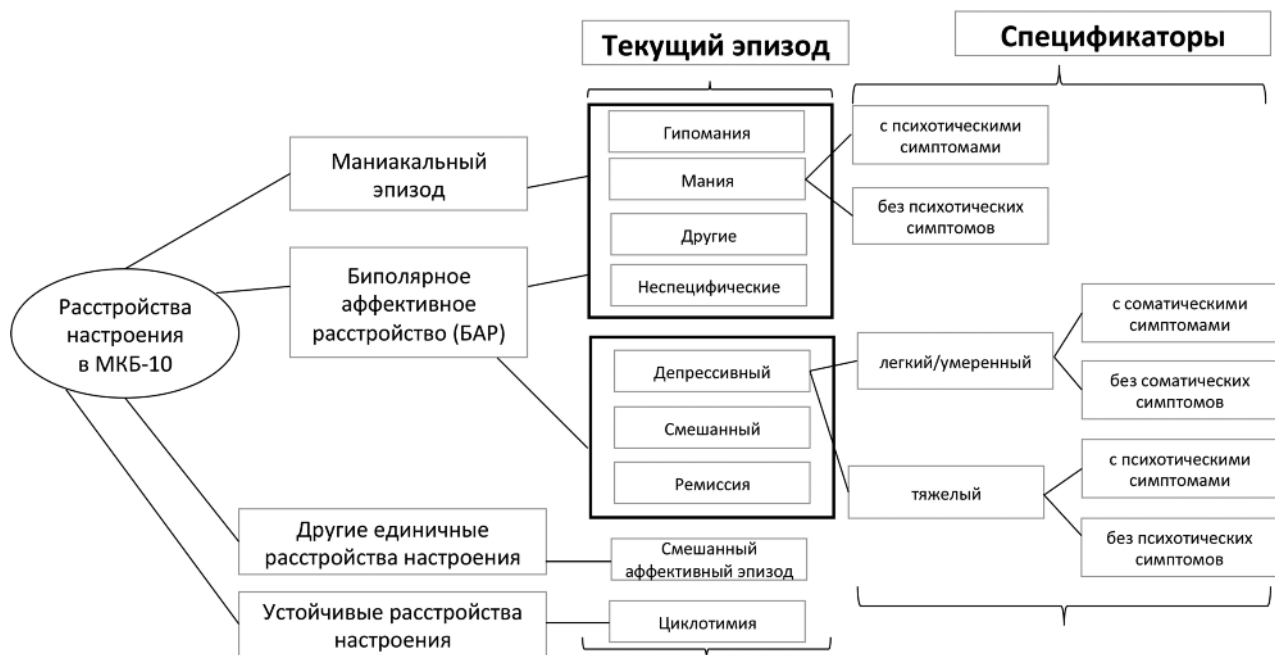 Текущий эпизод
Спецификаторы
Расстройства
настроения
в МКБ-10
Маниакальный
эпизод
Биполярное
аффективное
расстройство (БАР)
Другие единичные
расстройства настроения
Устойчивые расстройства
настроения
Гипомания
Мания
Другие
Неспецифические
Депрессивный
Смешанный
Ремиссия
Смешанный
аффективный эпизод
Циклотимия
с психотическими
симптомами
без психотических
симптомов
легкий/умеренный
тяжелый
с соматическими
симптомами
без соматических
симптомов
с психотическими
симптомами
без психотических
симптомов